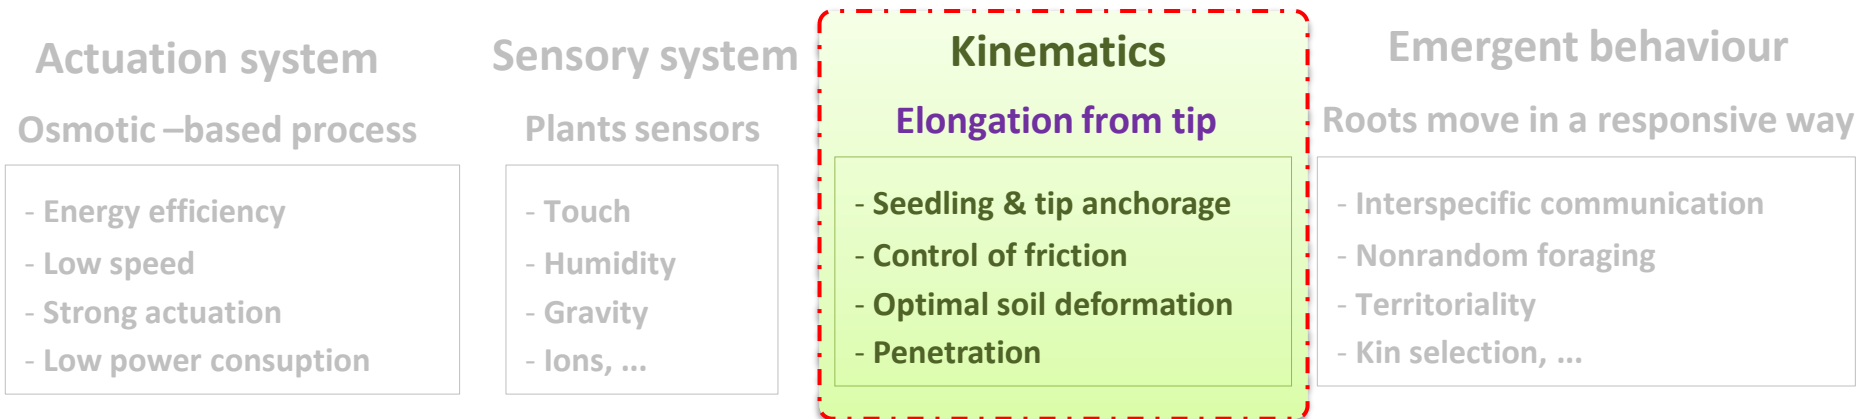 Actuation system
Osmotic –based process
- Energy efficiency
- Low speed
- Strong actuation
- Low power consuption
Sensory system
Plants sensors
- Touch
- Humidity
- Gravity
- Ions, ...
Kinematics
Elongation from tip
- Seedling & tip anchorage
- Control of friction
- Optimal soil deformation
- Penetration
Emergent behaviour
Roots move in a responsive way
- Interspecific communication
- Nonrandom foraging
- Territoriality
- Kin selection, ...